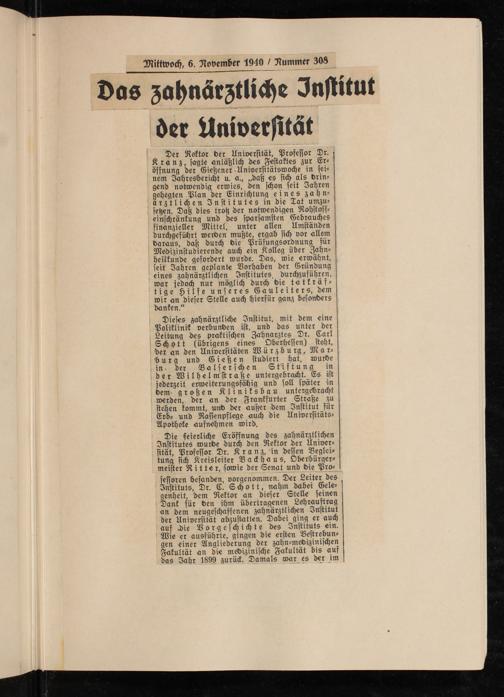 Mittwoch, 6. November 1940 / Nummer 308
Das zahnärztliche Institut
der Universität
Der Rektor der Universität, Professor Dr.
Kranz, sagte anläßlich des Festaktes zur Er-
öffnung der Gießener Universitätswoche in sei-
nem Jahresbericht u. a., „daß es sich als drin-
gend notwendig erwies, den schon seit Jahren
gehegten Plan der Einrichtung eines zahn-
ärztlichen Institutes in die Tat umzu-
setzen. Daß dies trotz der notwendigen Rohstoff-
einschränkung und des sparsamsten Gebrauches
finanzieller Mittel, unter allen Umständen
durchgeführt werden mußte, ergab sich vor allem
daraus, daß durch die Prüfungsordnung für
Medizinstudierende auch ein Kolleg über Zahn-
heilkunde gefordert wurde. Das, wie erwähnt,
seit Jahren geplante Vorhaben der Gründung
eines zahnärztlichen Institutes, durchzuführen,
war jedoch nur möglich durch die tatkräf-
tige Hilfe unseres Gauleiters, dem
wir an dieser Stelle auch hierfür ganz besonders
danken.“
Dieses zahnärztliche Institut, mit dem eine
Poliklinik verbunden ist, und das unter der
Leitung des praktischen Zahnarztes Dr. Carl
Schott (übrigens eines Oberhessen) steht,
der an den Universitäten Würzburg, Mar-
burg und Gießen studiert hat, wurde
in der Balserschen Stiftung in
der Wilhelmstraße untergebracht. Es ist
jederzeit erweiterungsfähig und soll später in
dem großen Klinikbau untergebracht
werden, der an der Frankfurter Straße zu
stehen kommt, und der außer dem Institut für
Erb- und Rassenpflege auch die Universitäts-
Apotheke aufnehmen wird.
Die feierliche Eröffnung des zahnärztlichen
Institutes wurde durch den Rektor der Univer-
sität, Professor Dr. Kranz, in dessen Beglei-
tung sich Kreisleiter Backhaus, Oberbürger-
meister Ritter, sowie der Senat und die Pro-
fessoren befanden, vorgenommen. Der Leiter des
Instituts, Dr. C. Schott, nahm dabei Gele-
genheit, dem Rektor an dieser Stelle seinen
Dank für den ihm übertragenen Lehrauftrag
an dem neugeschaffenen zahnärztlichen Institut
der Universität abzustatten. Dabei ging er auch
auf die Vorgeschichte des Instituts ein.
Wie er ausführte, gingen die ersten Bestrebun-
gen einer Angliederung der zahn-medizinischen
Fakultät an die medizinische Fakultät bis auf
das Jahr 1899 zurück. Damals war es der im